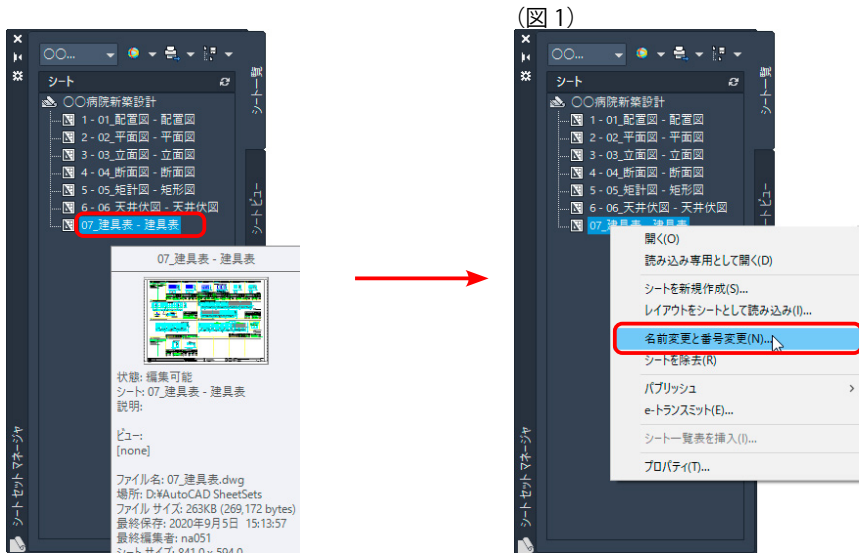 (図 1)
〇〇...
シート
〇〇病院新築設計
1 - 01_配置図 - 配置図
2 - 02_平面図 - 平面図
3 - 03_立面図 - 立面図
4 - 04_断面図 - 断面図
5 - 05_矩計図 - 矩形図
6 - 06_天井伏図 - 天井伏図
07_建具表 - 建具表
シート一覧
シート ビュー
シート セット マネージャ
07_建具表 - 建具表
状態: 編集可能
シート: 07_建具表 - 建具表
説明:
ビュー:
[none]
ファイル名: 07_建具表.dwg
場所: D:¥AutoCAD SheetSets
ファイル サイズ: 263KB (269,172 bytes)
最終保存: 2020年9月5日 15:13:57
最終編集者: na051
シート サイズ: 841.0 x 594.0
〇〇...
シート
〇〇病院新築設計
1 - 01_配置図 - 配置図
2 - 02_平面図 - 平面図
3 - 03_立面図 - 立面図
4 - 04_断面図 - 断面図
5 - 05_矩計図 - 矩形図
6 - 06_天井伏図 - 天井伏図
07_建具表 - 建具表
シート一覧
シート ビュー
シート セット マネージャ
開く(O)
読み込み専用として開く(D)
シートを新規作成(S)...
レイアウトをシートとして読み込み(I)...
名前変更と番号変更(N)...
シートを除去(R)
パブリッシュ
e-トランスミット(E)...
シート一覧表を挿入(I)...
プロパティ(T)...